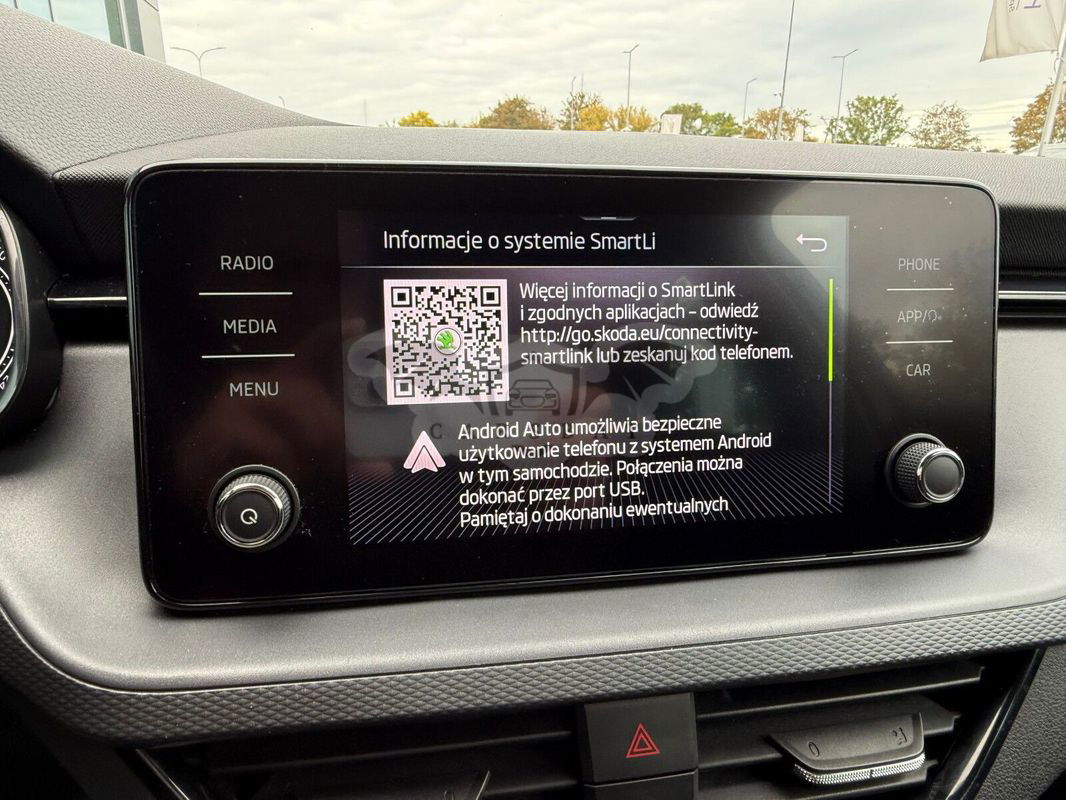 Informacje o systemie SmartLi
RADIO
MEDIA
MENU
Więcej informacji o SmartLink
i zgodnych aplikacjach – odwiedź
http://go.skoda.eu/connectivity-
smartlink lub zeskanuj kod telefonem.
Android Auto umożliwia bezpieczne
użytkowanie telefonu z systemem Android
w tym samochodzie. Połączenia można
dokonać przez port USB.
Pamiętaj o dokonaniu ewentualnych
PHONE
APP/
CAR